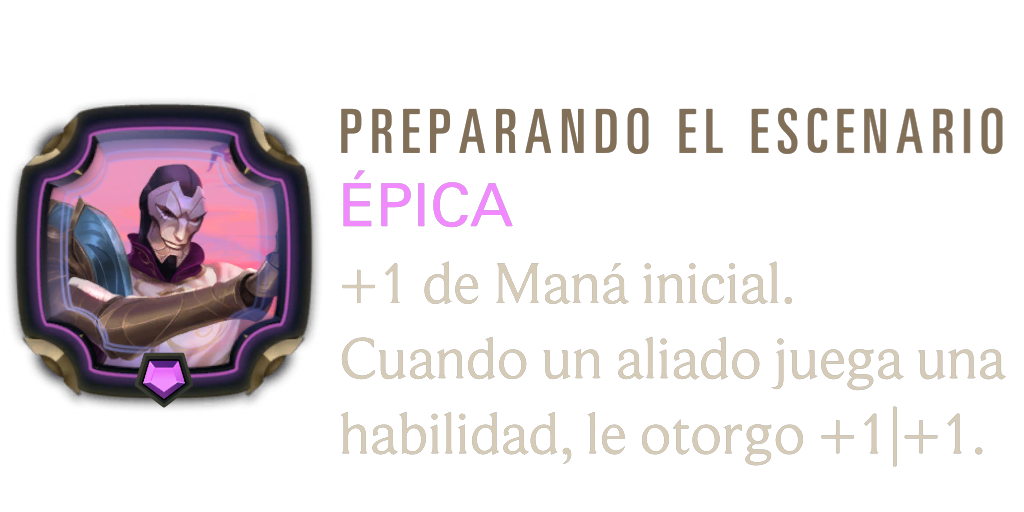 PREPARANDO EL ESCENARIO
ÉPICA
+1 de Maná inicial.
Cuando un aliado juega una
habilidad, le otorgo +1|+1.